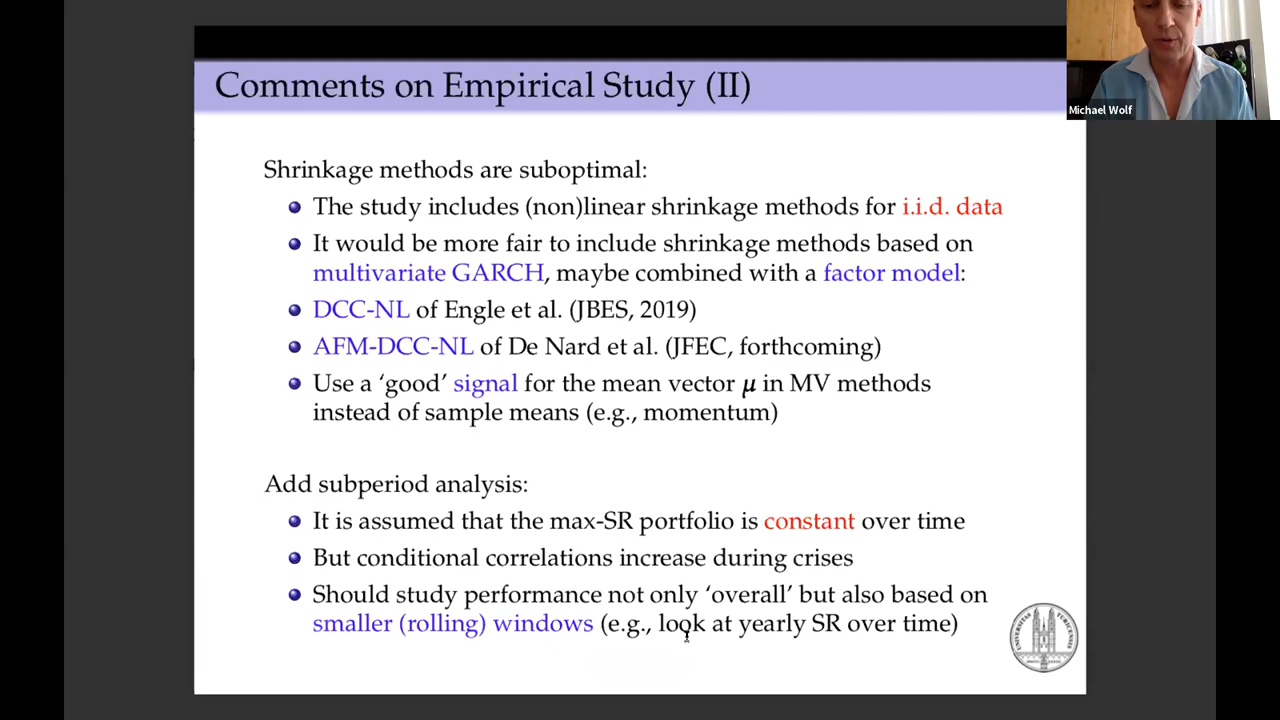 Comments on Empirical Study (II)
Michael Wolf
Shrinkage methods are suboptimal:
The study includes (non)linear shrinkage methods for i.i.d. data
It would be more fair to include shrinkage methods based on
multivariate GARCH, maybe combined with a factor model:
DCC-NL of Engle et al. (JBES, 2019)
AFM-DCC-NL of De Nard et al. (JFEC, forthcoming)
Use a ‘good’ signal for the mean vector μ in MV methods
instead of sample means (e.g., momentum)
Add subperiod analysis:
It is assumed that the max-SR portfolio is constant over time
But conditional correlations increase during crises
Should study performance not only ‘overall’ but also based on
smaller (rolling) windows (e.g., look at yearly SR over time)